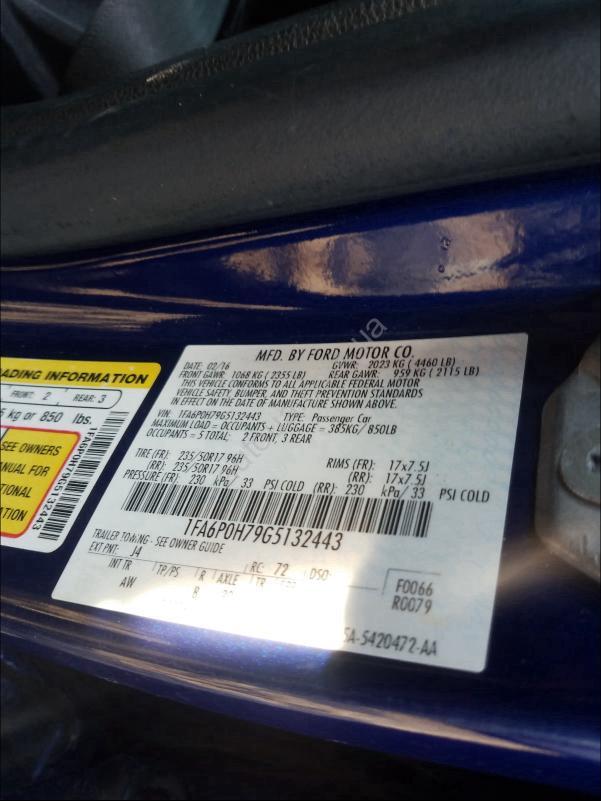 MFD. BY FORD MOTOR CO.
DATE: 02/16 GVWR: 2023 KG ( 4460 LB)
FRONT GAWR: 1068 KG ( 2355 LB) REAR GAWR: 959 KG ( 2115 LB)
THIS VEHICLE CONFORMS TO ALL APPLICABLE FEDERAL MOTOR
VEHICLE SAFETY, BUMPER, AND THEFT PREVENTION STANDARDS
IN EFFECT ON THE DATE OF MANUFACTURE SHOWN ABOVE.
VIN: 1FA6P0H79G5132443 TYPE: Passenger Car
MAXIMUM LOAD = OCCUPANTS + LUGGAGE = 385KG/ 850LB
OCCUPANTS = 5 TOTAL: 2 FRONT, 3 REAR
TIRE (FR): 235/50R17 96H RIMS (FR): 17x7.5J
(RR): 235/50R17 96H (RR): 17x7.5J
PRESSURE (FR): 230 kPa/ 33 PSI COLD (RR): 230 kPa/33 PSI COLD
1FA6P0H79G5132443
TRAILER TOWING - SEE OWNER GUIDE
EXT PNT: J4 RC: 72 DSO:
INT TR TP/PS R AXLE TR
AW B
F0066
R0079
5A-5420472-AA
ADING INFORMATION
FRONT: 2 REAR: 3
5 kg or 850 lbs.
SEE OWNERS
ANUAL FOR
TIONAL
ATION
1FA6P0H79G5132443